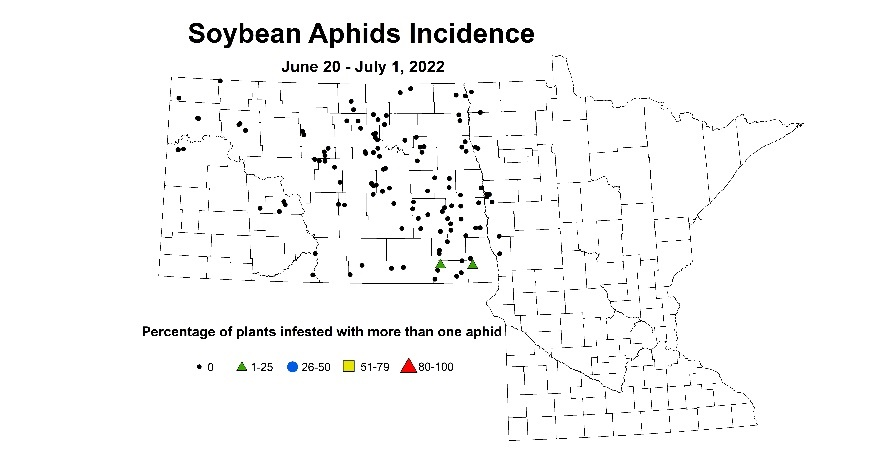 Soybean Aphids Incidence
June 20 - July 1, 2022
Percentage of plants infested with more than one aphid
0 1-25 26-50 51-79 80-100